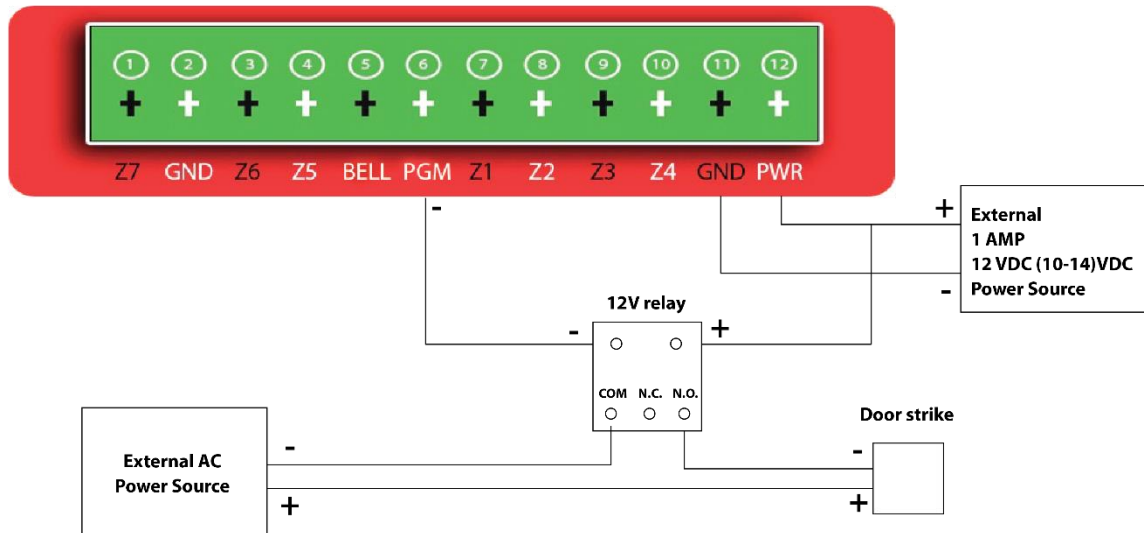 1 2 3 4 5 6 7 8 9 10 11 12
Z7 GND Z6 Z5 BELL PGM Z1 Z2 Z3 Z4 GND PWR
-
+
External
1 AMP
12 VDC (10-14)VDC
Power Source
-
12V relay
- +
COM N.C. N.O.
Door strike
External AC
Power Source
- -
+ +